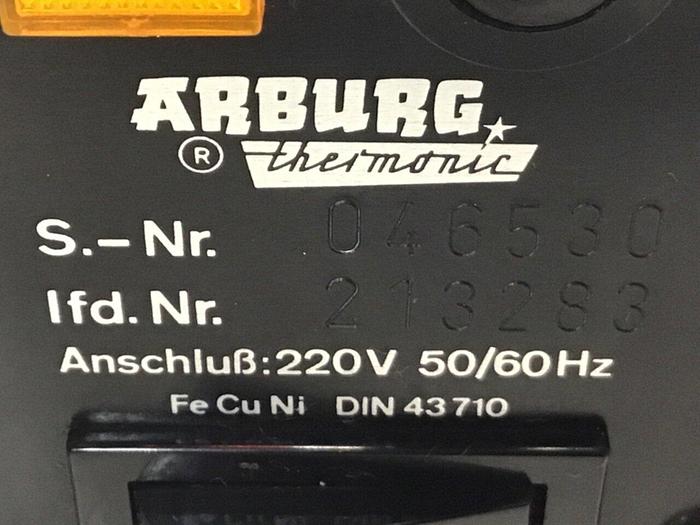 ARBURG
® thermonic
S.-Nr. 046530
lfd. Nr. 213283
Anschluß: 220V 50/60Hz
Fe Cu Ni DIN 43710